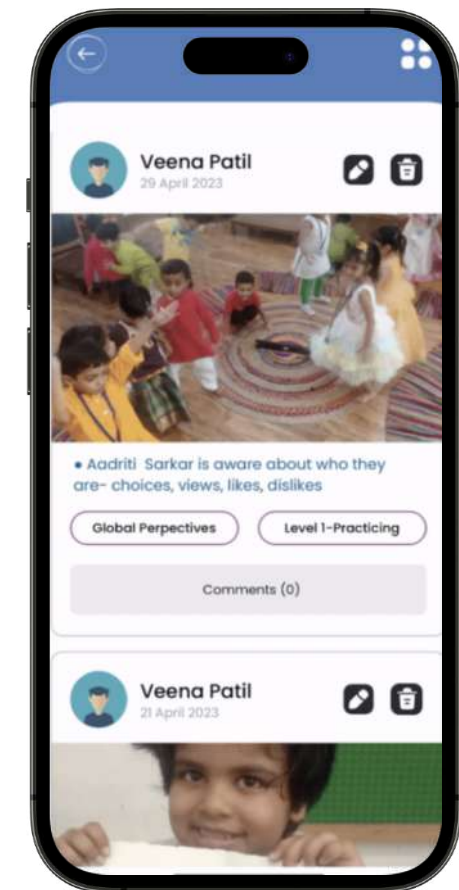 Veena Patil
29 April 2023
• Aadriti Sarkar is aware about who they
are- choices, views, likes, dislikes
Global Perpectives
Level 1-Practicing
Comments (0)
Veena Patil
21 April 2023